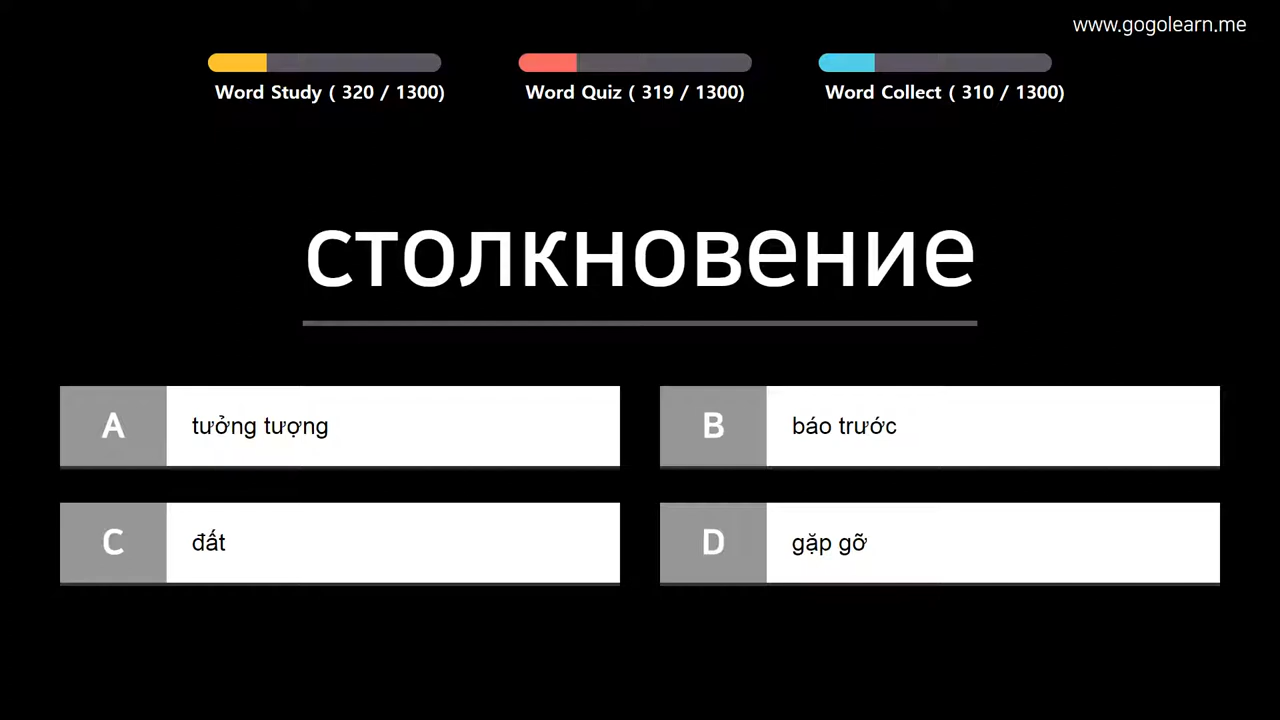 www.gogolearn.me
Word Study ( 320 / 1300)
Word Quiz ( 319 / 1300)
Word Collect ( 310 / 1300)
столкновение
A tưởng tượng
B báo trước
C đất
D gặp gỡ